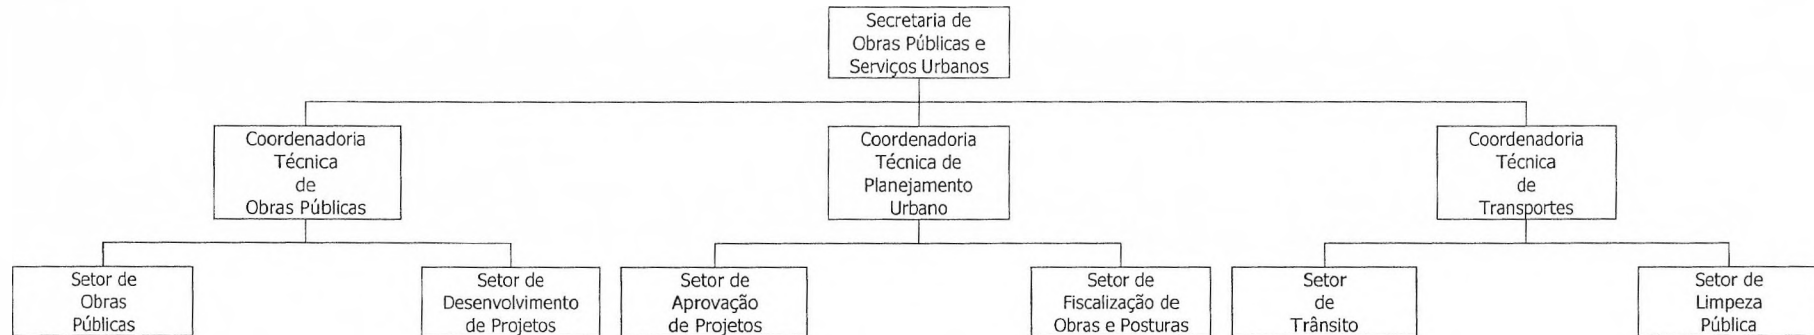 Secretaria de
Obras Públicas e
Serviços Urbanos
Coordenadoria
Técnica
de
Obras Públicas
Coordenadoria
Técnica de
Planejamento
Urbano
Coordenadoria
Técnica
de
Transportes
Setor de
Obras
Públicas
Setor de
Desenvolvimento
de Projetos
Setor de
Aprovação
de Projetos
Setor de
Fiscalização de
Obras e Posturas
Setor
de
Trânsito
Setor de
Limpeza
Pública